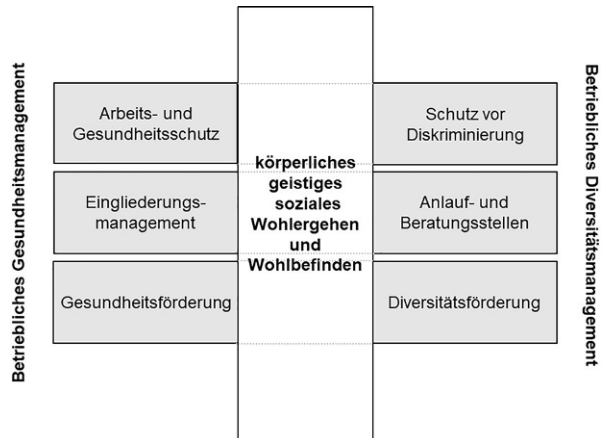 Betriebliches Gesundheitsmanagement
Arbeits- und
Gesundheitsschutz
Eingliederungs-
management
Gesundheitsförderung
körperliches
geistiges
soziales
Wohlergehen
und
Wohlbefinden
Schutz vor
Diskriminierung
Anlauf- und
Beratungsstellen
Diversitätsförderung
Betriebliches Diversitätsmanagement